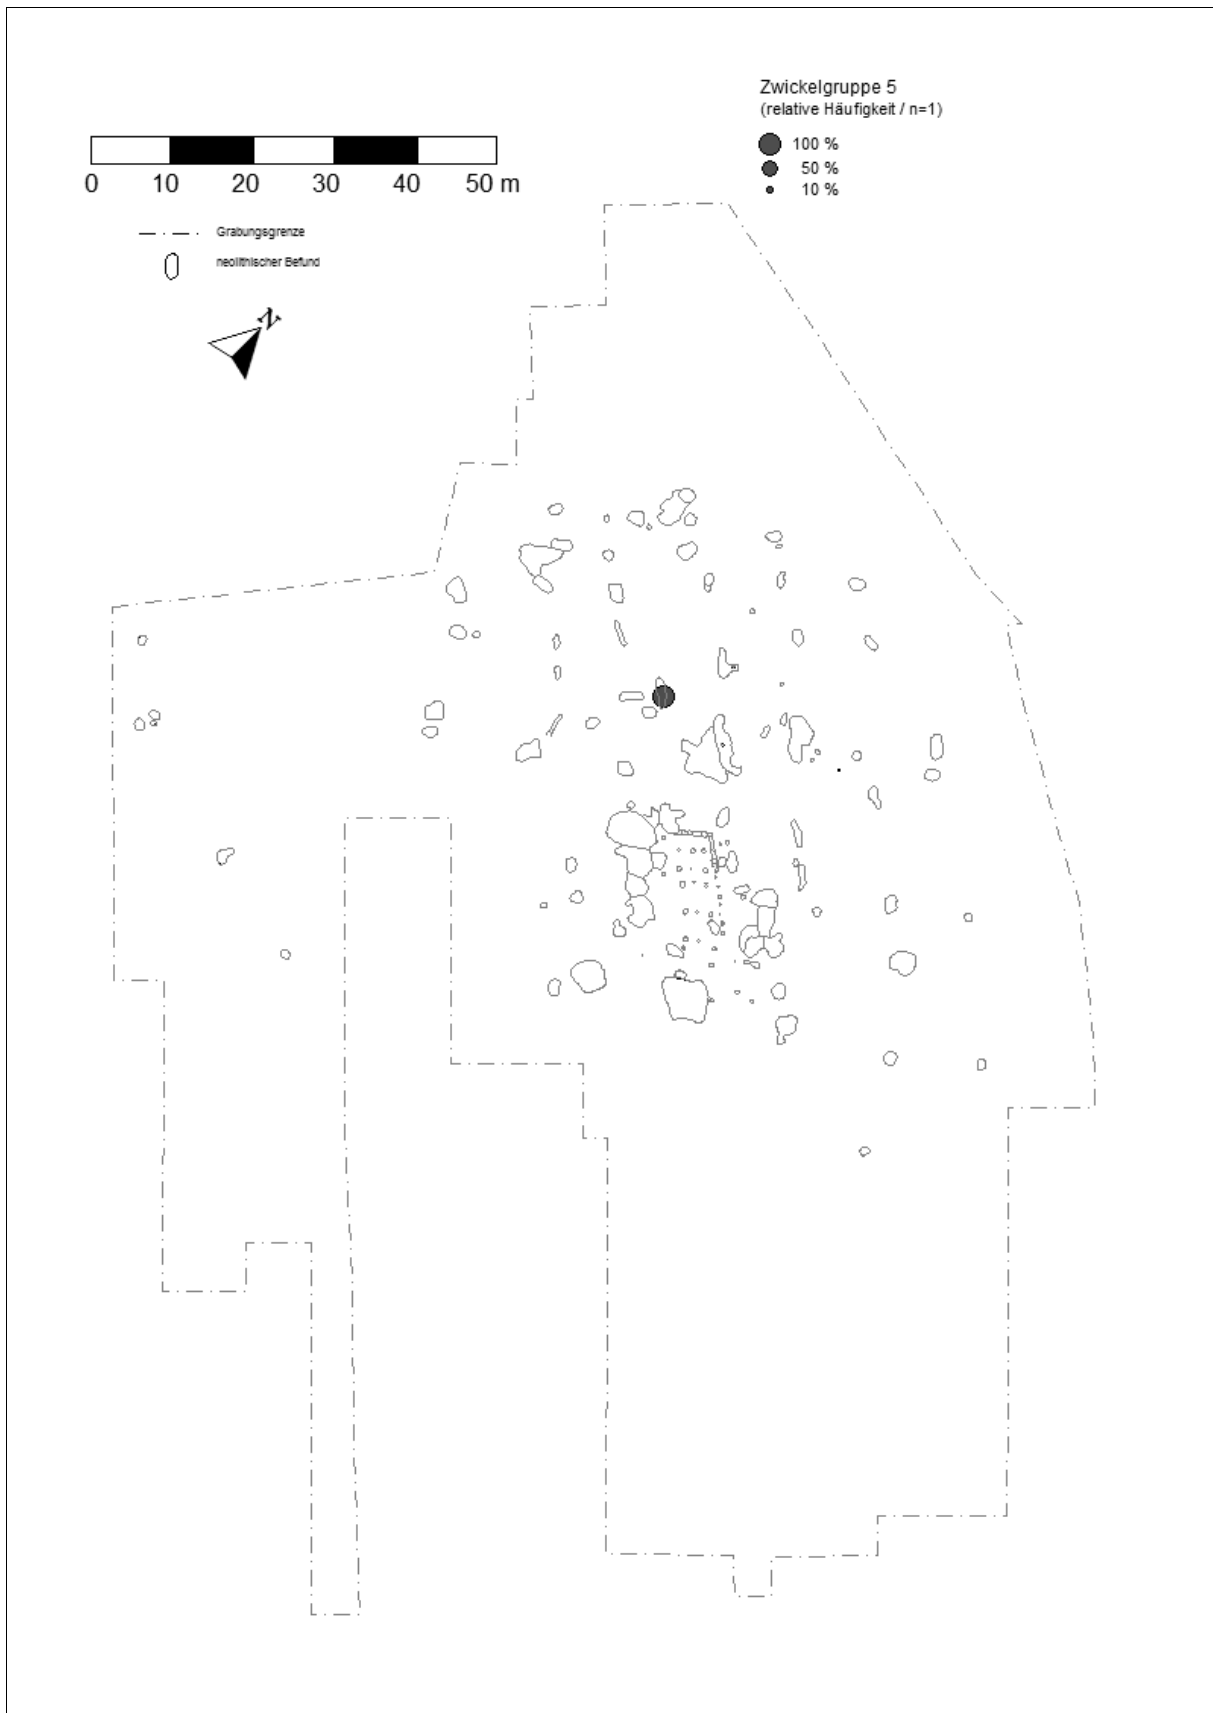 Zwickelgruppe 5
(relative Häufigkeit / n=1)
100 %
50 %
10 %
0 10 20 30 40 50 m
Grabungsgrenze
neolithischer Befund
N